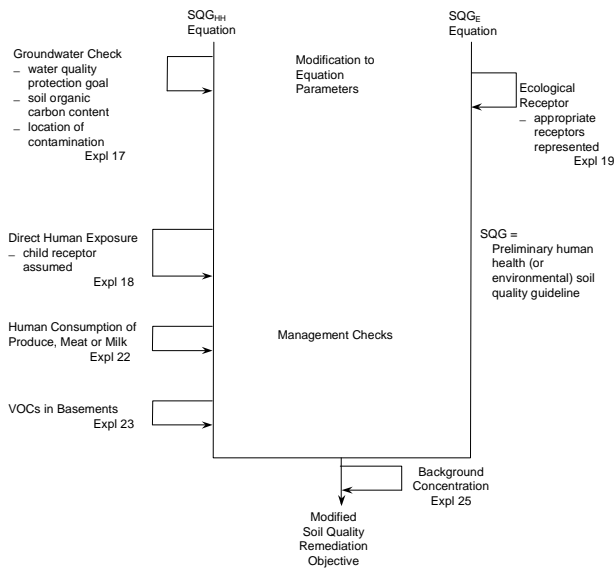 SQGHH
Equation
SQGE
Equation
Groundwater Check
– water quality
protection goal
– soil organic
carbon content
– location of
contamination
Expl 17
Modification to
Equation
Parameters
Ecological
Receptor
– appropriate
receptors
represented
Expl 19
Direct Human Exposure
– child receptor
assumed
Expl 18
SQG =
Preliminary human
health (or
environmental) soil
quality guideline
Human Consumption of
Produce, Meat or Milk
Expl 22
Management Checks
VOCs in Basements
Expl 23
Background
Concentration
Expl 25
Modified
Soil Quality
Remediation
Objective